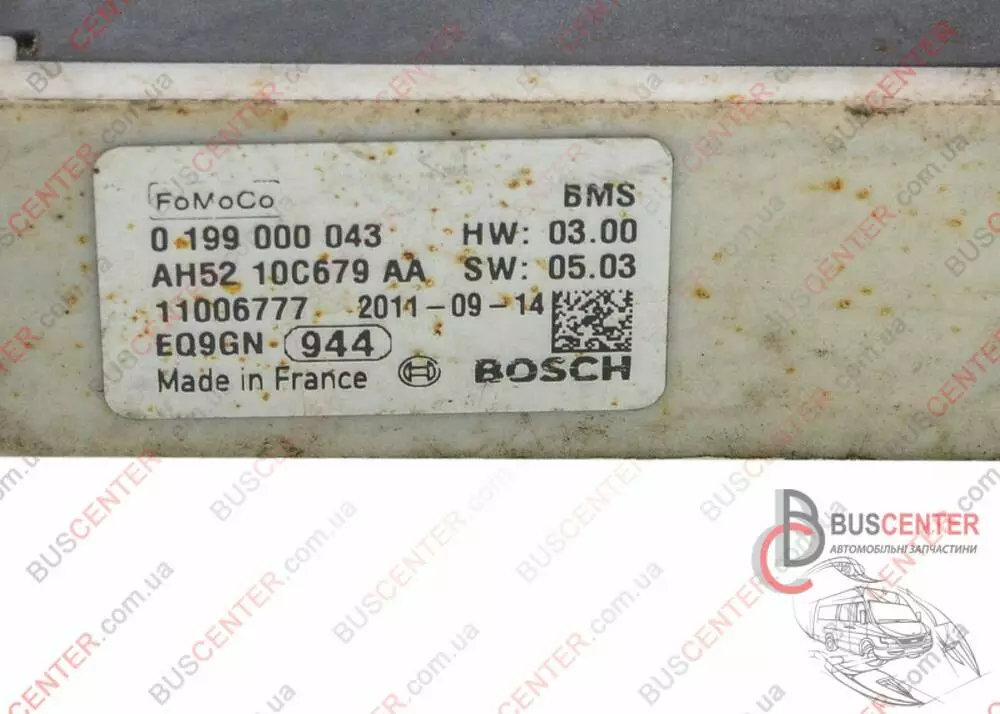 FoMoCo BMS
0 199 000 043 HW: 03.00
AH52 10C679 AA SW: 05.03
11006777 2011-09-14
EQ9GN 944
Made in France BOSCH
BUSCENTER
АВТОМОБІЛЬНІ ЗАПЧАСТИНИ
BUSCENTER.com.ua